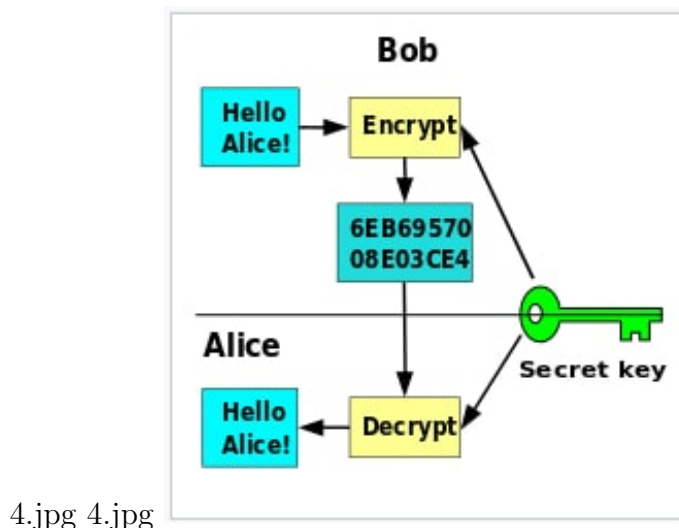 Bob
Hello
Alice!
Encrypt
6EB69570
08E03CE4
Alice
Secret key
Hello
Alice!
Decrypt
4.jpg 4.jpg